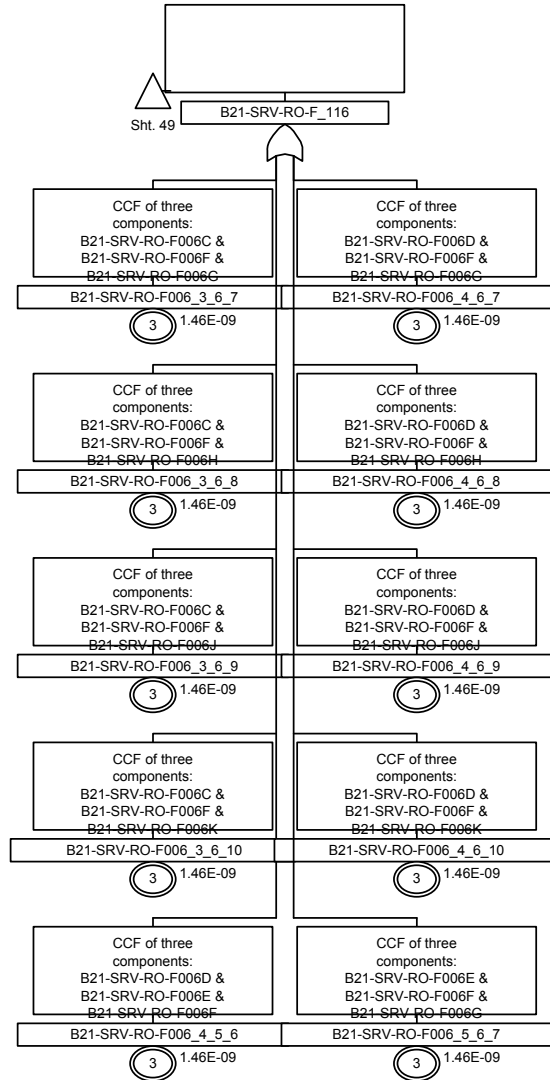 B21-SRV-RO-F_116
Sht. 49
CCF of three
components:
B21-SRV-RO-F006C &
B21-SRV-RO-F006F &
B21-SRV-RO-F006G
B21-SRV-RO-F006_3_6_7
3
1.46E-09
CCF of three
components:
B21-SRV-RO-F006D &
B21-SRV-RO-F006F &
B21-SRV-RO-F006G
B21-SRV-RO-F006_4_6_7
3
1.46E-09
CCF of three
components:
B21-SRV-RO-F006C &
B21-SRV-RO-F006F &
B21-SRV-RO-F006H
B21-SRV-RO-F006_3_6_8
3
1.46E-09
CCF of three
components:
B21-SRV-RO-F006D &
B21-SRV-RO-F006F &
B21-SRV-RO-F006H
B21-SRV-RO-F006_4_6_8
3
1.46E-09
CCF of three
components:
B21-SRV-RO-F006C &
B21-SRV-RO-F006F &
B21-SRV-RO-F006J
B21-SRV-RO-F006_3_6_9
3
1.46E-09
CCF of three
components:
B21-SRV-RO-F006D &
B21-SRV-RO-F006F &
B21-SRV-RO-F006J
B21-SRV-RO-F006_4_6_9
3
1.46E-09
CCF of three
components:
B21-SRV-RO-F006C &
B21-SRV-RO-F006F &
B21-SRV-RO-F006K
B21-SRV-RO-F006_3_6_10
3
1.46E-09
CCF of three
components:
B21-SRV-RO-F006D &
B21-SRV-RO-F006F &
B21-SRV-RO-F006K
B21-SRV-RO-F006_4_6_10
3
1.46E-09
CCF of three
components:
B21-SRV-RO-F006D &
B21-SRV-RO-F006E &
B21-SRV-RO-F006F
B21-SRV-RO-F006_4_5_6
3
1.46E-09
CCF of three
components:
B21-SRV-RO-F006E &
B21-SRV-RO-F006F &
B21-SRV-RO-F006G
B21-SRV-RO-F006_5_6_7
3
1.46E-09